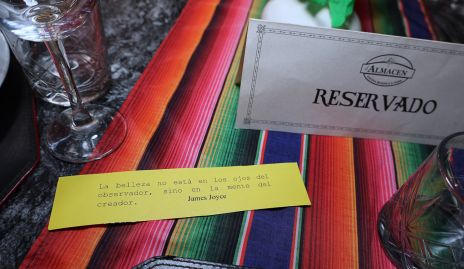 ALMACEN
RESERVADO
La belleza no está en los ojos del
observador, sino en la mente del
creador.
James Joyce